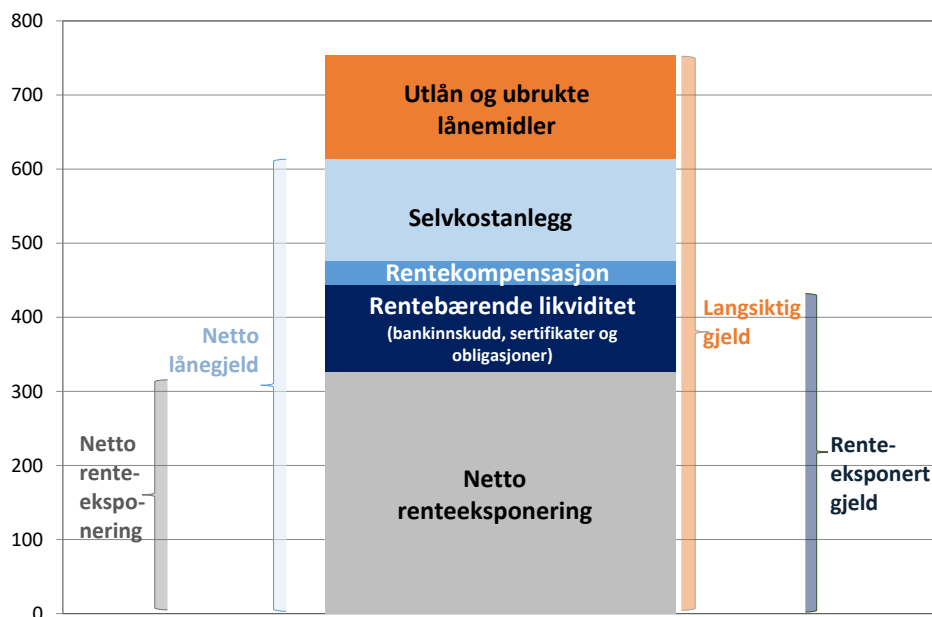 800
700
600
500
400
300
200
100
0
Utlån og ubrukte
lånemidler
Selvkostanlegg
Rentekompensasjon
Rentebærende likviditet
(bankinnskudd, sertifikater og
obligasjoner)
Netto
renteeksponering
Netto
lånegjeld
Netto
rente-
ekspo-
nering
Langsiktig
gjeld
Rente-
eksponert
gjeld